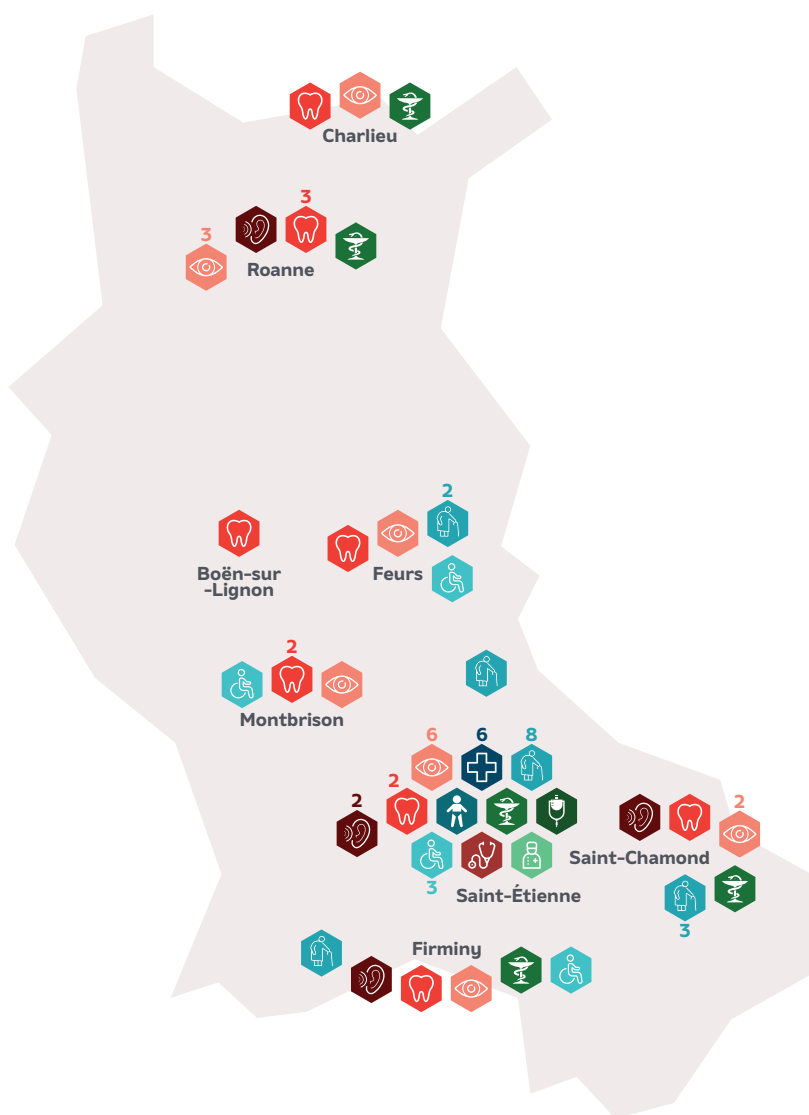 Charlieu
3
3
Roanne
2
Boën-sur
-Lignon
Feurs
2
Montbrison
6
6
8
2
2
2
3
Saint-Chamond
Saint-Étienne
3
Firminy